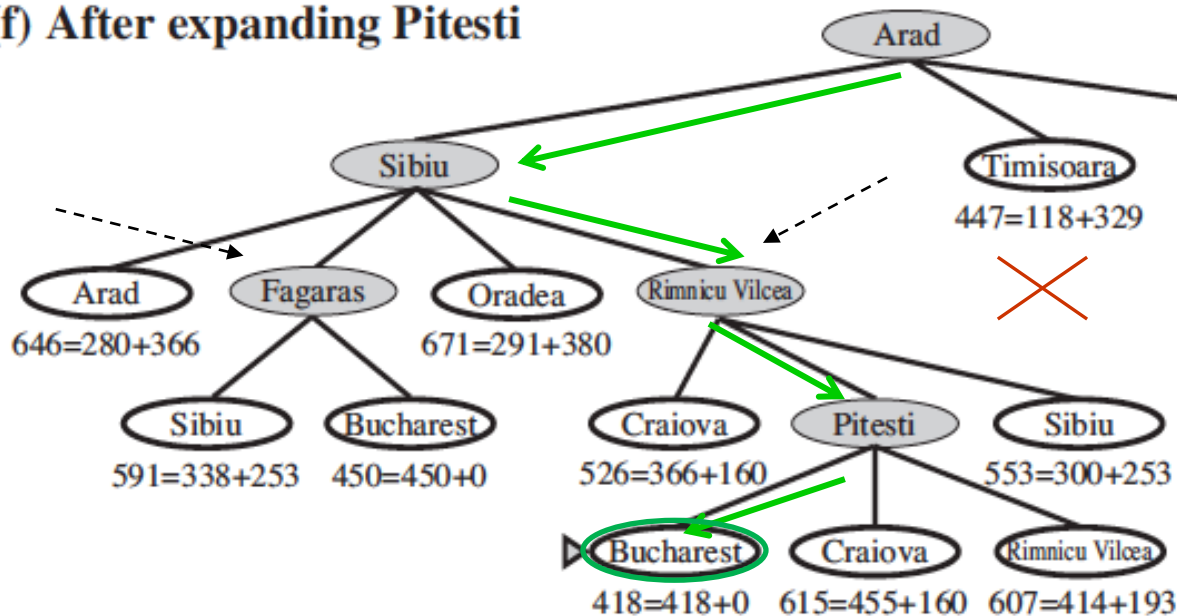 f) After expanding Pitesti
Arad
Sibiu
Timisoara
447=118+329
Arad
Fagaras
Oradea
Rimnicu Vilcea
646=280+366
671=291+380
Sibiu
Bucharest
Craiova
Pitesti
Sibiu
591=338+253
450=450+0
526=366+160
553=300+253
Bucharest
Craiova
Rimnicu Vilcea
418=418+0
615=455+160
607=414+193